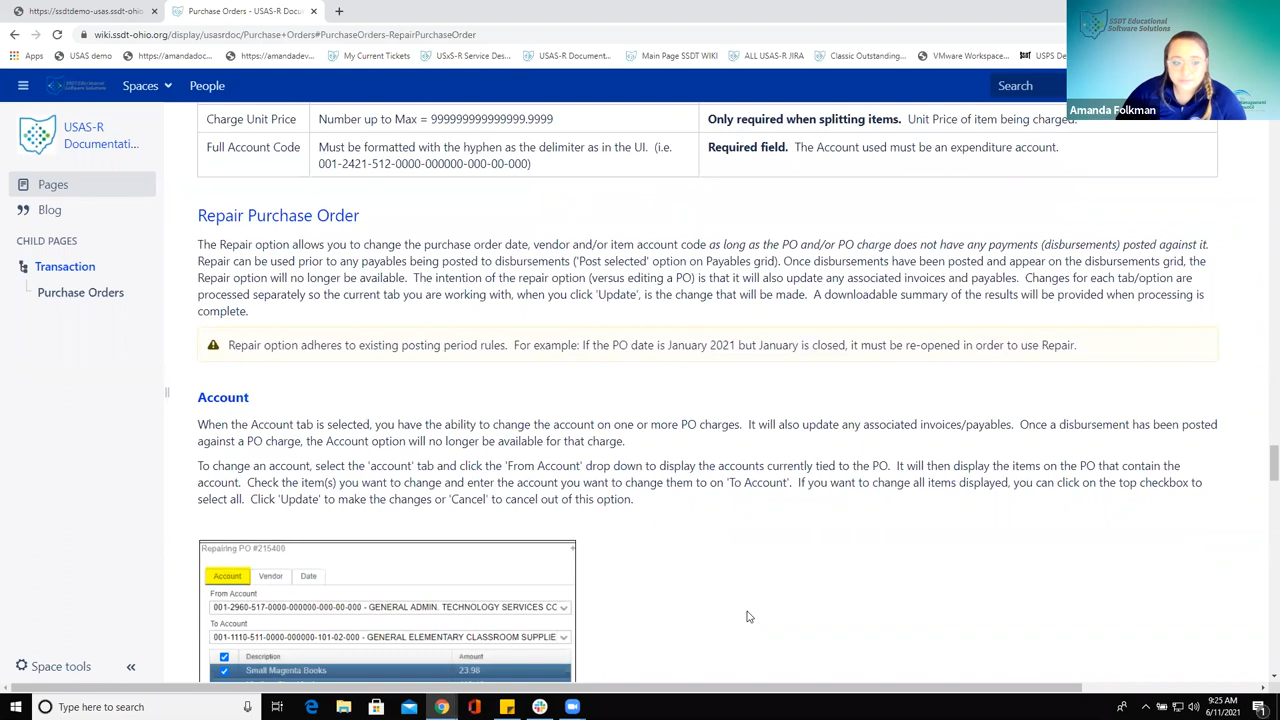 https://ssdtdemo-usas.ssdt-ohio
Purchase Orders - USAS-R Docu
wiki.ssdt-ohio.org/display/usasrdoc/Purchase+Orders#PurchaseOrders-RepairPurchaseOrder
Apps USAS demo https://amandadoc... https://amandadev... My Current Tickets USxS-R Service Des... USAS-R Document... Main Page SSDT WIKI ALL USAS-R JIRA Classic Outstanding... VMware Workspace... USPS De
SSDT Educational
Software Solutions
Amanda Folkman
Spaces People Search
USAS-R
Documentati...
Pages
Blog
CHILD PAGES
Transaction
Purchase Orders
Space tools
Charge Unit Price Number only. Max = 999999999999999.9999 Only required when splitting items. Unit Price of item being charged.
Full Account Code Must be formatted with the hyphen as the delimiter as in the UI. (i.e. 001-2421-512-0000-000000-000-00-000) Required field. The Account used must be an expenditure account.
Repair Purchase Order
The Repair option allows you to change the purchase order date, vendor and/or item account code as long as the PO and/or PO charge does not have any payments (disbursements) posted against it.
Repair can be used prior to any payables being posted to disbursements ('Post selected' option on Payables grid). Once disbursements have been posted and appear on the disbursements grid, the
Repair option will no longer be available. The intention of the repair option (versus editing a PO) is that it will also update any associated invoices and payables. Changes for each tab/option are
processed separately so the current tab you are working with, when you click 'Update', is the change that will be made. A downloadable summary of the results will be provided when processing is
complete.
Repair option adheres to existing posting period rules. For example: If the PO date is January 2021 but January is closed, it must be re-opened in order to use Repair.
Account
When the Account tab is selected, you have the ability to change the account on one or more PO charges. It will also update any associated invoices/payables. Once a disbursement has been posted
against a PO charge, the Account option will no longer be available for that charge.
To change an account, select the 'account' tab and click the 'From Account' drop down to display the accounts currently tied to the PO. It will then display the items on the PO that contain the
account. Check the item(s) you want to change and enter the account you want to change them to on 'To Account'. If you want to change all items displayed, you can click on the top checkbox to
select all. Click 'Update' to make the changes or 'Cancel' to cancel out of this option.
Repairing PO #215400
Account Vendor Date
From Account
001-2960-517-0000-000000-000-00-000 - GENERAL ADMIN. TECHNOLOGY SERVICES CC
To Account
001-1110-511-0000-000000-101-02-000 - GENERAL ELEMENTARY CLASSROOM SUPPLIE
Description Amount
Small Magenta Books 23.98
Type here to search
9:25 AM
6/11/2021